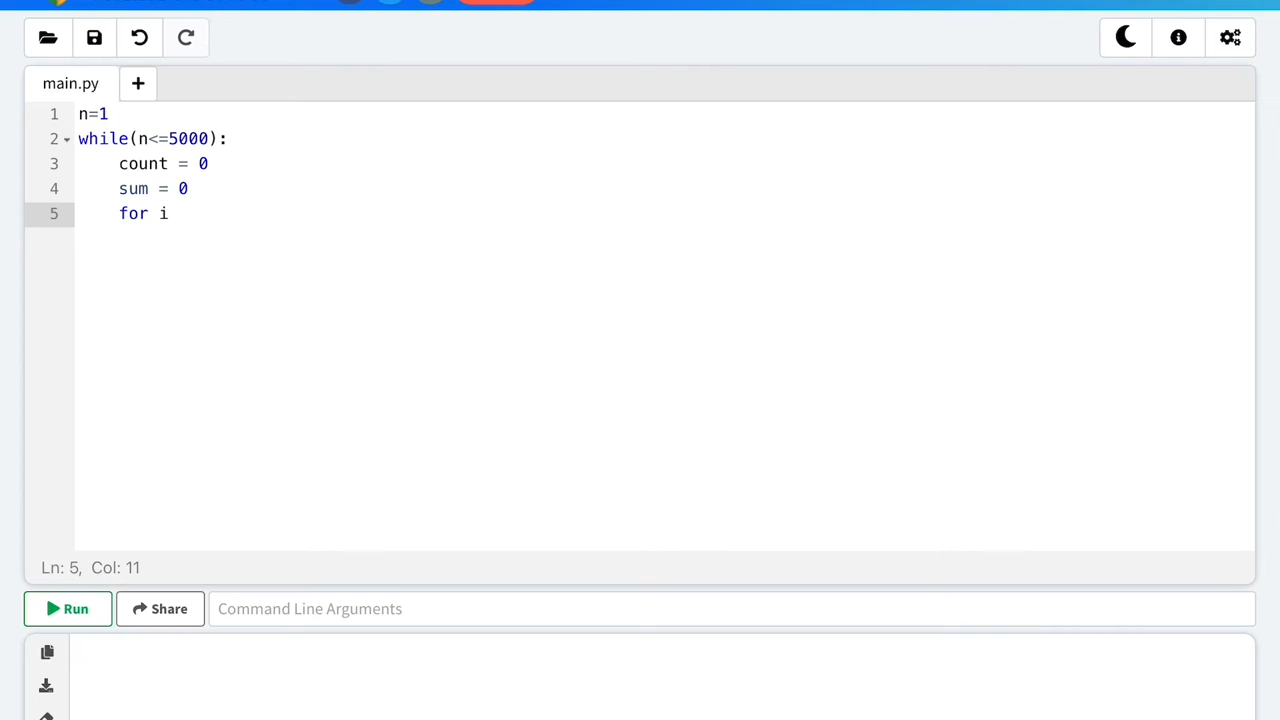 main.py
1 n=1
2 while(n<=5000):
3 count = 0
4 sum = 0
5 for i
Ln: 5, Col: 11
Run Share Command Line Arguments